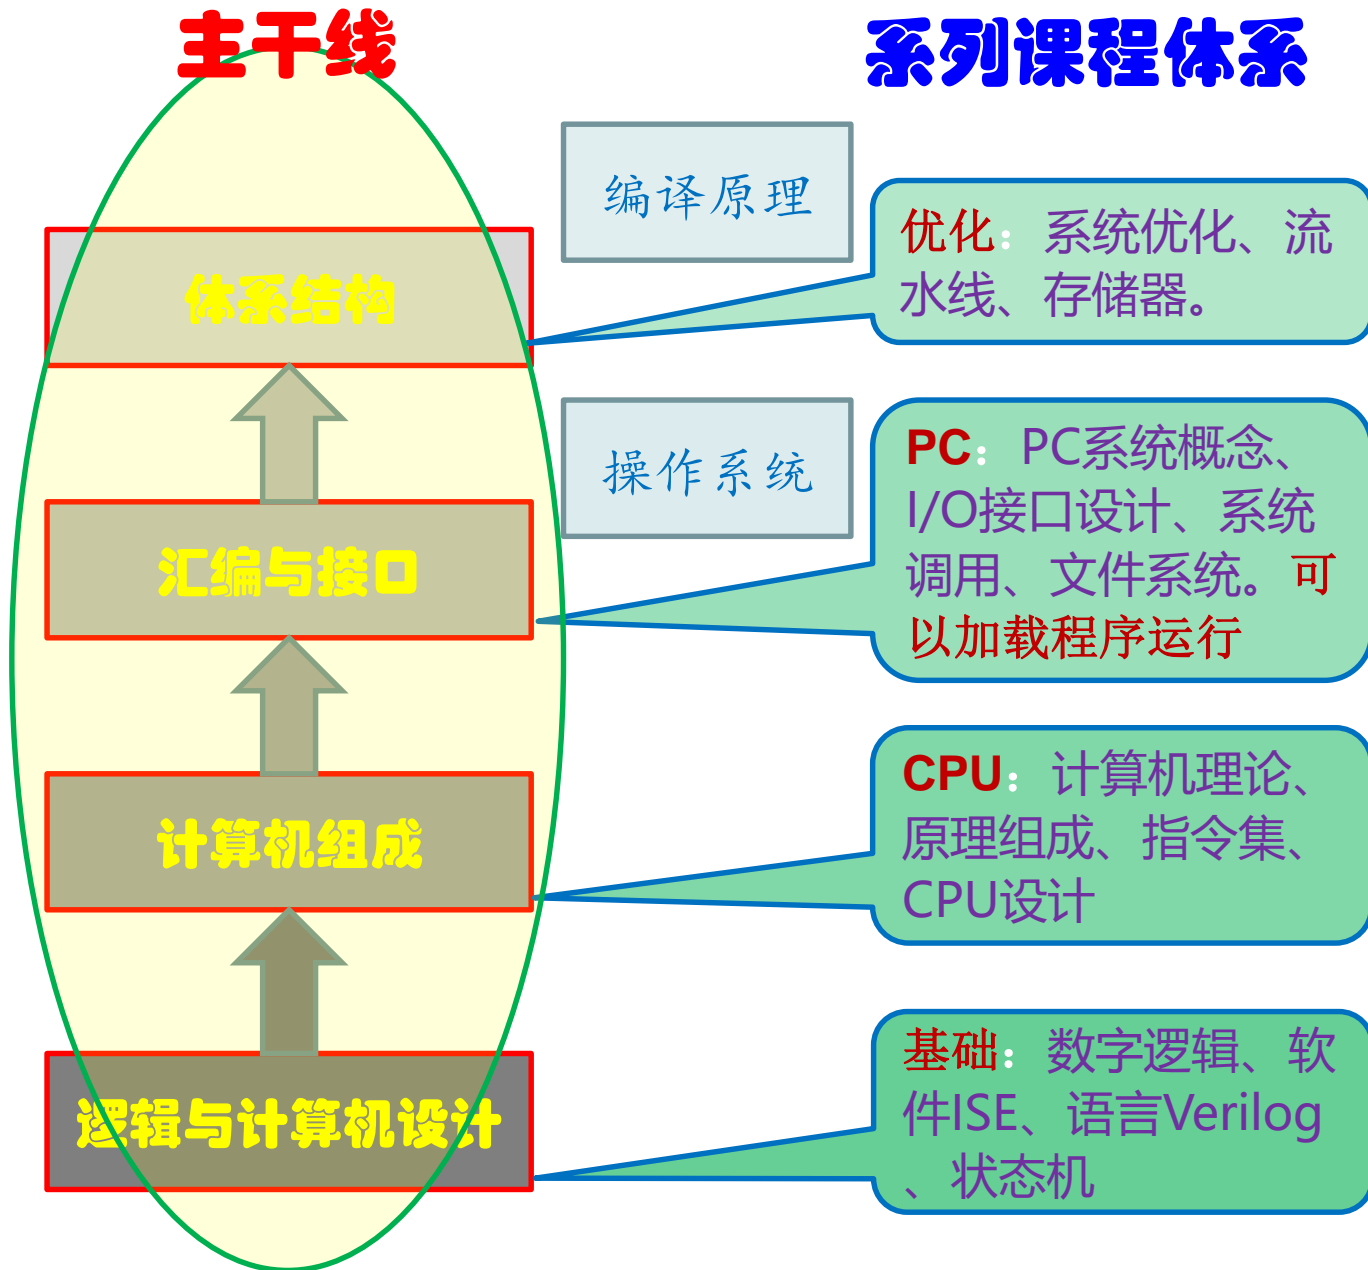 主干线
系列课程体系
编译原理
优化：系统优化、流
水线、存储器。
体系结构
操作系统
PC：PC系统概念、
I/O接口设计、系统
调用、文件系统。可
以加载程序运行
汇编与接口
CPU：计算机理论、
原理组成、指令集、
CPU设计
计算机组成
基础：数字逻辑、软
件ISE、语言Verilog
、状态机
逻辑与计算机设计